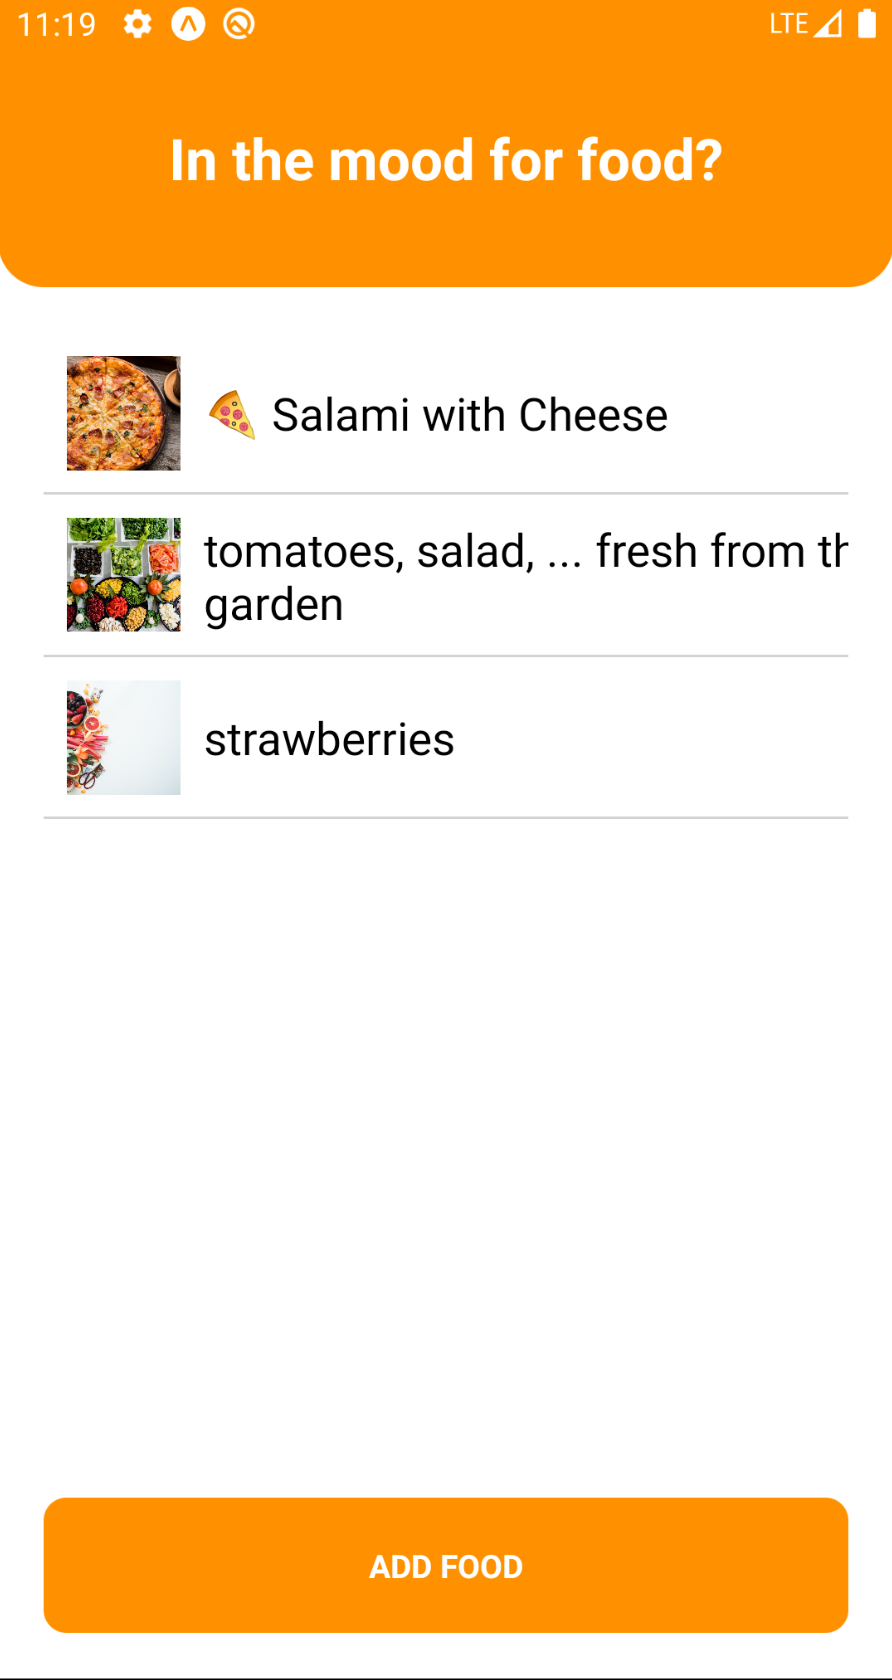 11:19 LTE
In the mood for food?
🍕 Salami with Cheese
tomatoes, salad, ... fresh from th
garden
strawberries
ADD FOOD